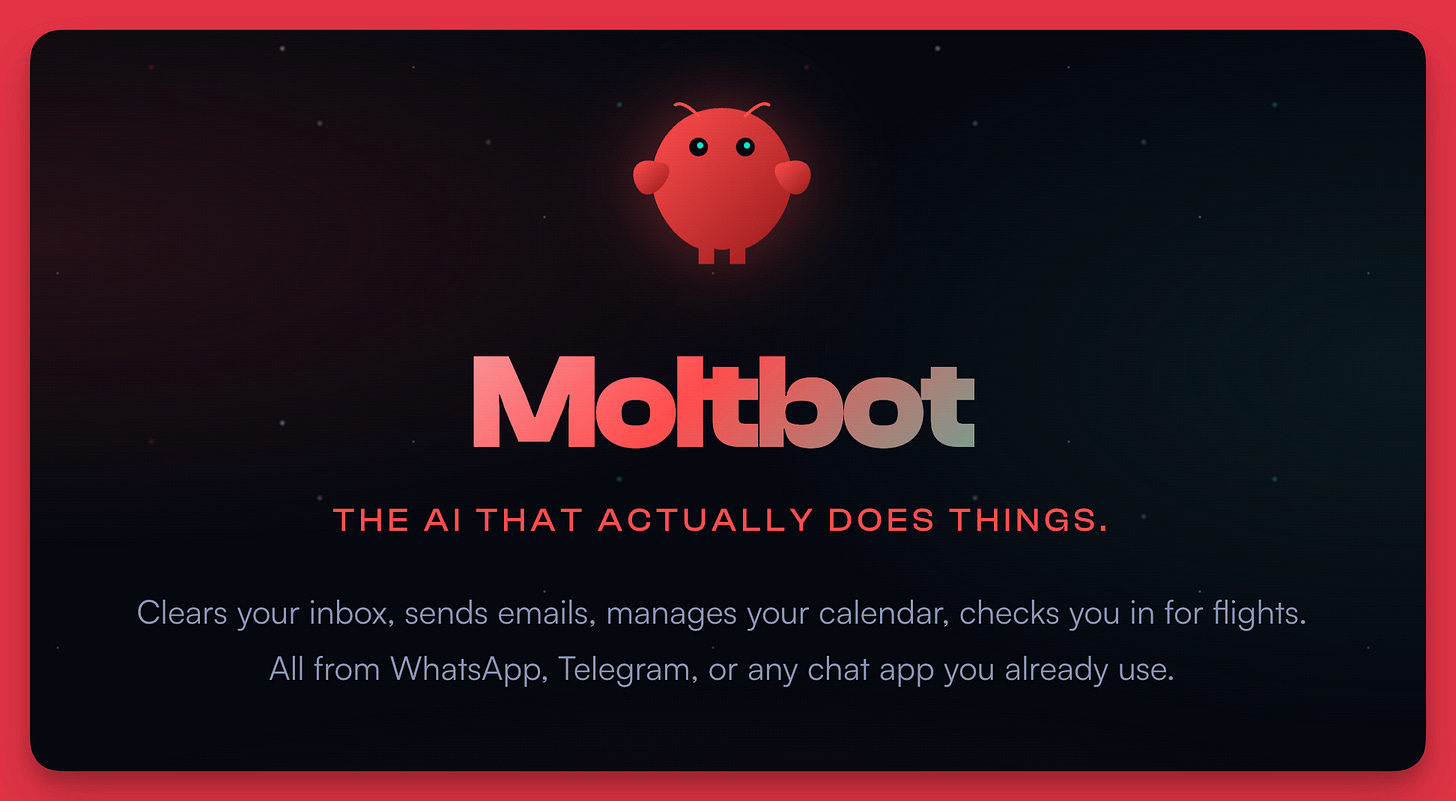 Moltbot
THE AI THAT ACTUALLY DOES THINGS.
Clears your inbox, sends emails, manages your calendar, checks you in for flights.
All from WhatsApp, Telegram, or any chat app you already use.